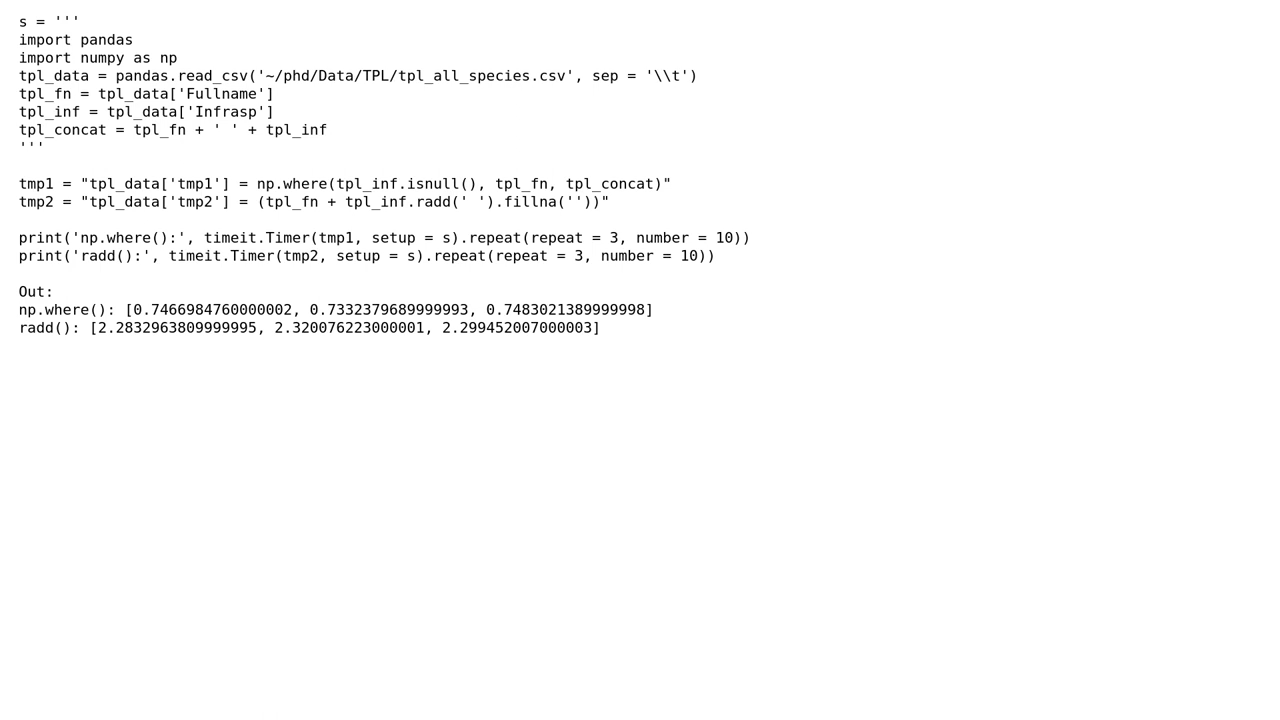 s = '''
import pandas
import numpy as np
tpl_data = pandas.read_csv('~/phd/Data/TPL/tpl_all_species.csv', sep = '\\t')
tpl_fn = tpl_data['Fullname']
tpl_inf = tpl_data['Infrasp']
tpl_concat = tpl_fn + ' ' + tpl_inf
'''
tmp1 = "tpl_data['tmp1'] = np.where(tpl_inf.isnull(), tpl_fn, tpl_concat)"
tmp2 = "tpl_data['tmp2'] = (tpl_fn + tpl_inf.radd(' ').fillna(''))"
print('np.where():', timeit.Timer(tmp1, setup = s).repeat(repeat = 3, number = 10))
print('radd():', timeit.Timer(tmp2, setup = s).repeat(repeat = 3, number = 10))
Out:
np.where(): [0.7466984760000002, 0.7332379689999993, 0.7483021389999998]
radd(): [2.2832963809999995, 2.320076223000001, 2.299452007000003]